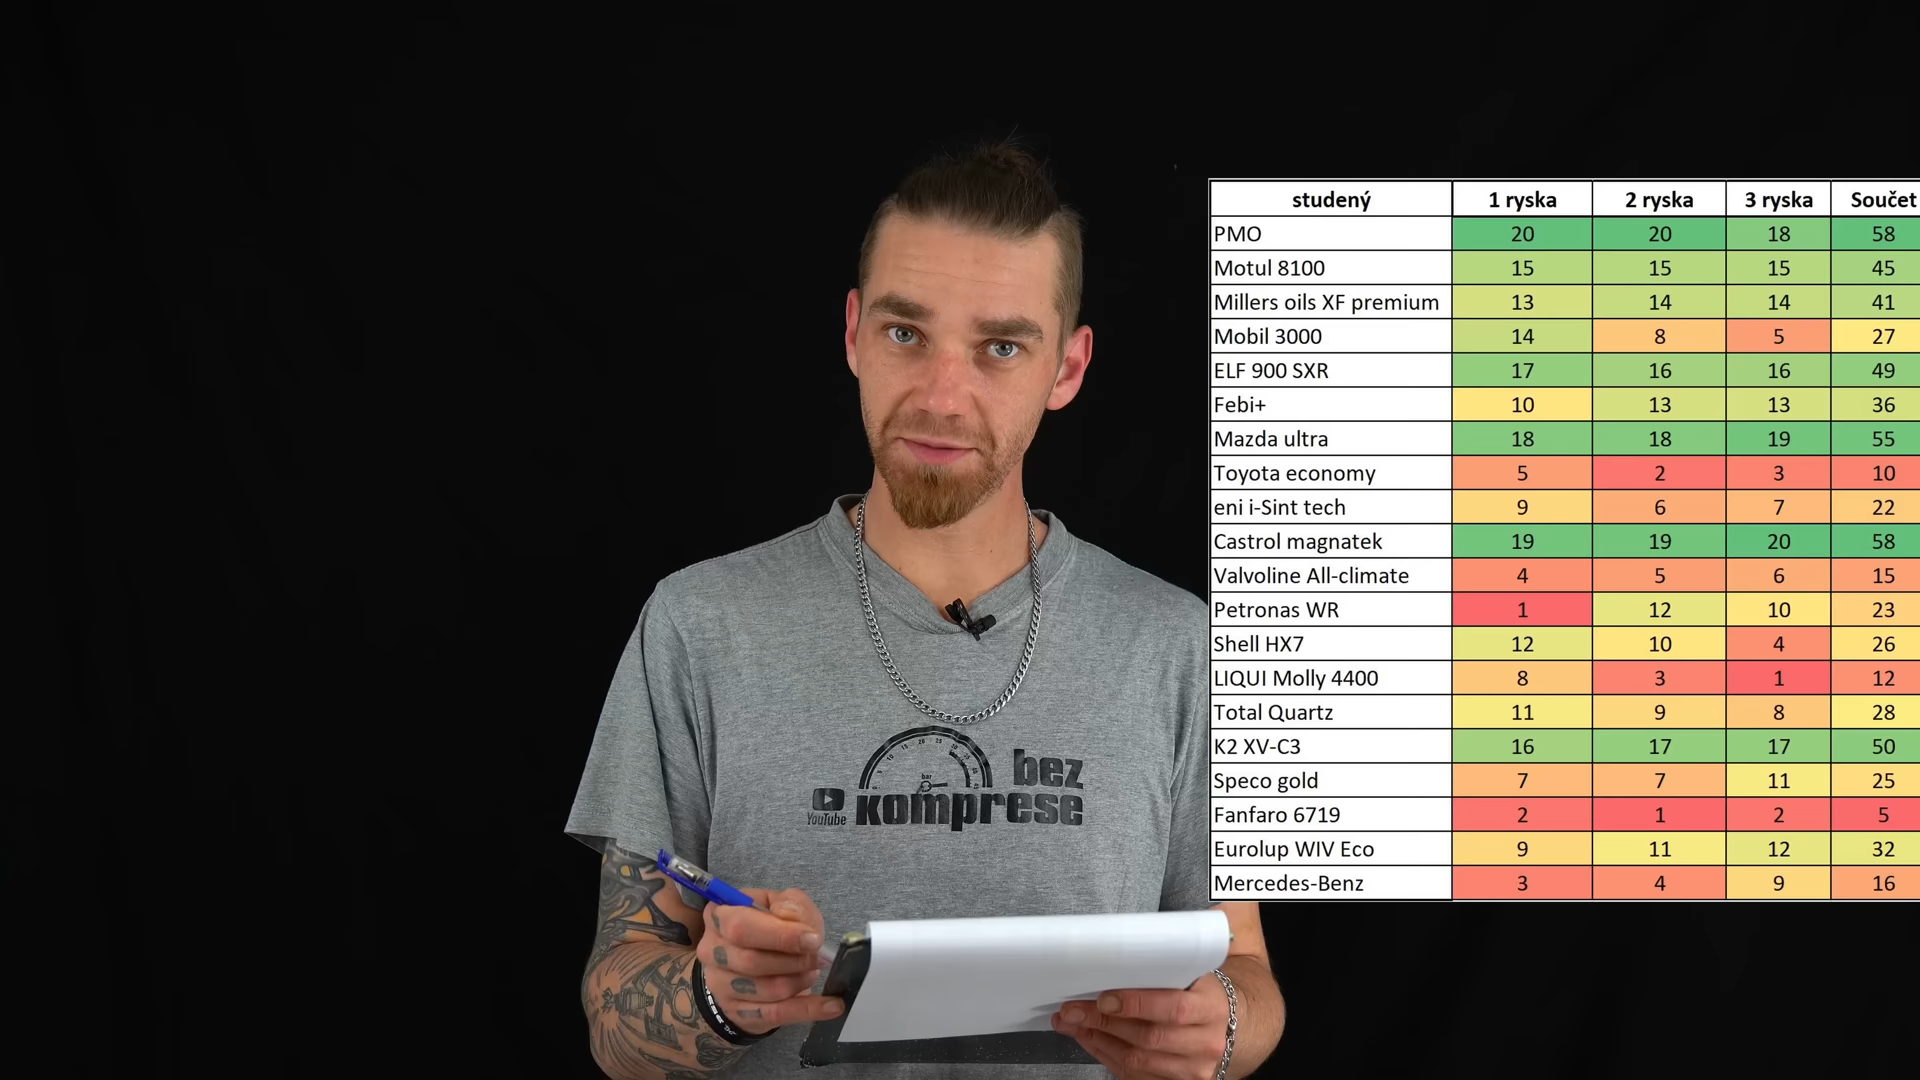 studený 1 ryska 2 ryska 3 ryska Součet
PMO 20 20 18 58
Motul 8100 15 15 15 45
Millers oils XF premium 13 14 14 41
Mobil 3000 14 8 5 27
ELF 900 SXR 17 16 16 49
Febi+ 10 13 13 36
Mazda ultra 18 18 19 55
Toyota economy 5 2 3 10
eni i-Sint tech 9 6 7 22
Castrol magnatek 19 19 20 58
Valvoline All-climate 4 5 6 15
Petronas WR 1 12 10 23
Shell HX7 12 10 4 26
LIQUI Molly 4400 8 3 1 12
Total Quartz 11 9 8 28
K2 XV-C3 16 17 17 50
Speco gold 7 7 11 25
Fanfaro 6719 2 1 2 5
Eurolup WIV Eco 9 11 12 32
Mercedes-Benz 3 4 9 16
bar
bez
YouTube komprese